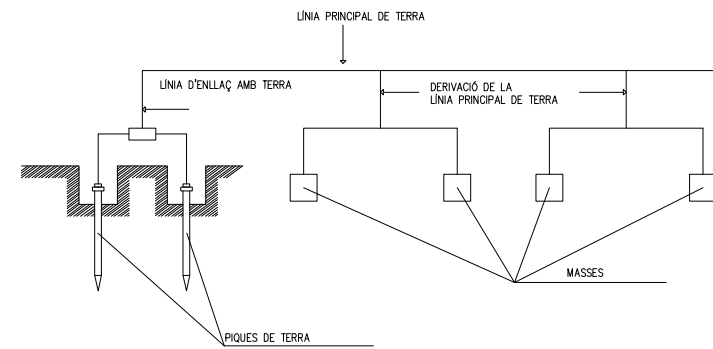 LÍNIA PRINCIPAL DE TERRA
LÍNIA D'ENLLAÇ AMB TERRA
DERIVACIÓ DE LA
LÍNIA PRINCIPAL DE TERRA
MASSES
PIQUES DE TERRA